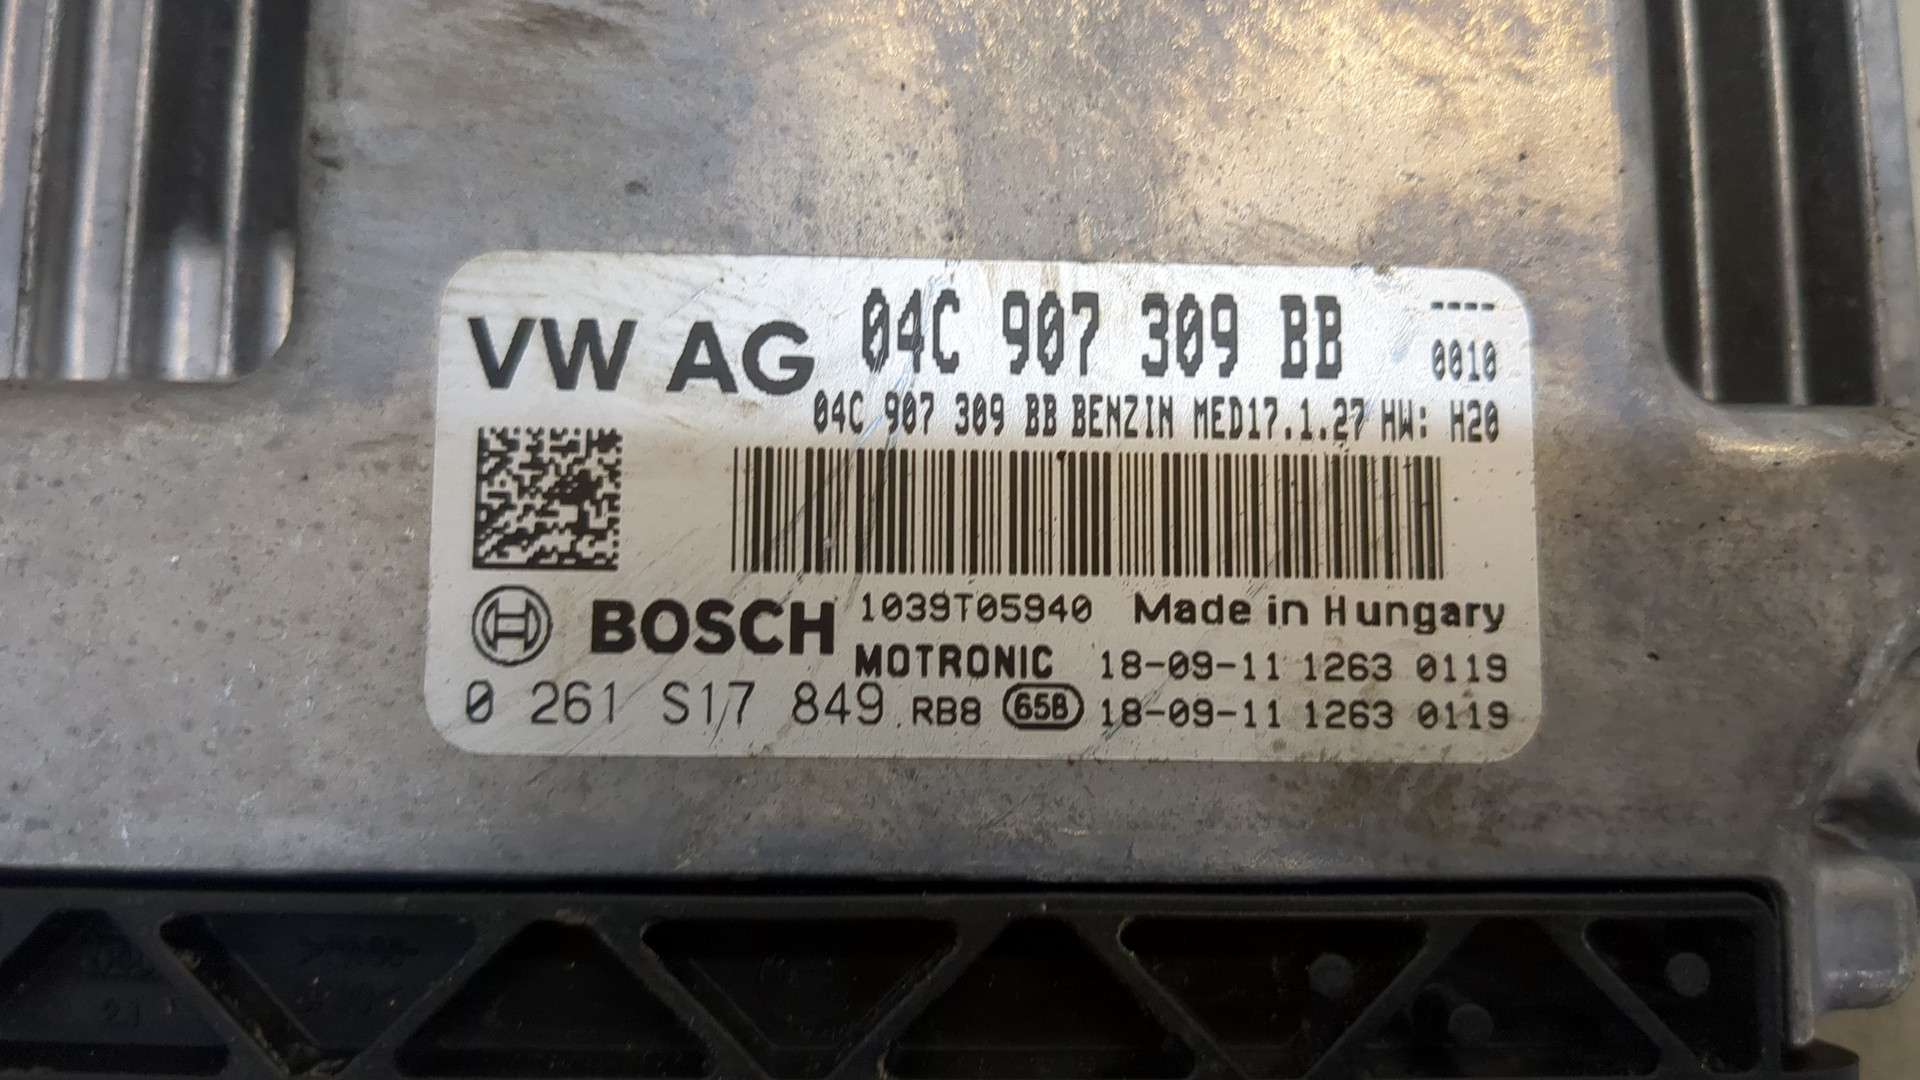 VW AG 04C 907 309 BB ----
0010
04C 907 309 BB BENZIN MED17.1.27 HW: H20
BOSCH 1039T05940 Made in Hungary
MOTRONIC 18-09-11 1263 0119
0 261 S17 849 RB8 65B 18-09-11 1263 0119